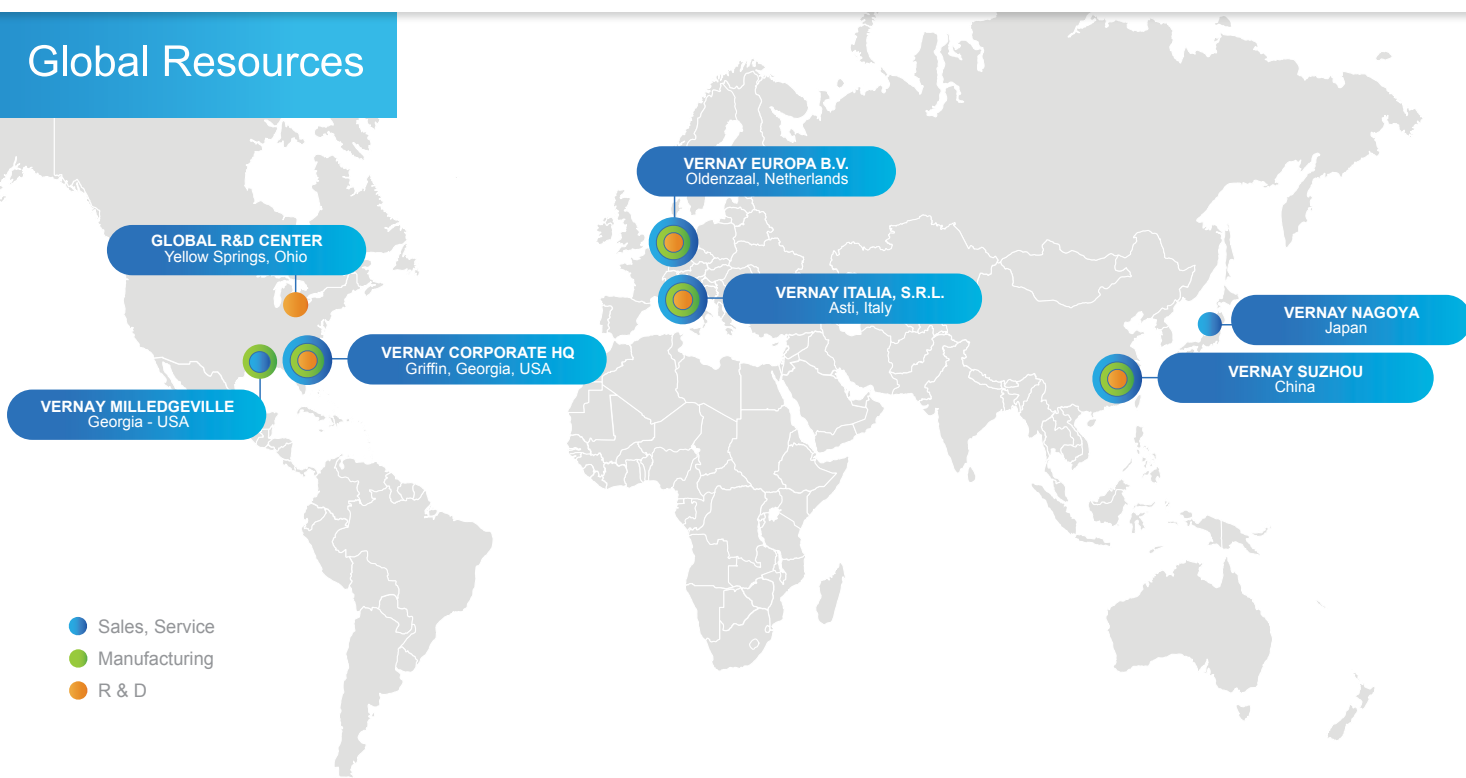 Global Resources
VERNAY EUROPA B.V.
Oldenzaal, Netherlands
GLOBAL R&D CENTER
Yellow Springs, Ohio
VERNAY ITALIA, S.R.L.
Asti, Italy
VERNAY NAGOYA
Japan
VERNAY CORPORATE HQ
Griffin, Georgia, USA
VERNAY SUZHOU
China
VERNAY MILLEDGEVILLE
Georgia - USA
Sales, Service
Manufacturing
R & D